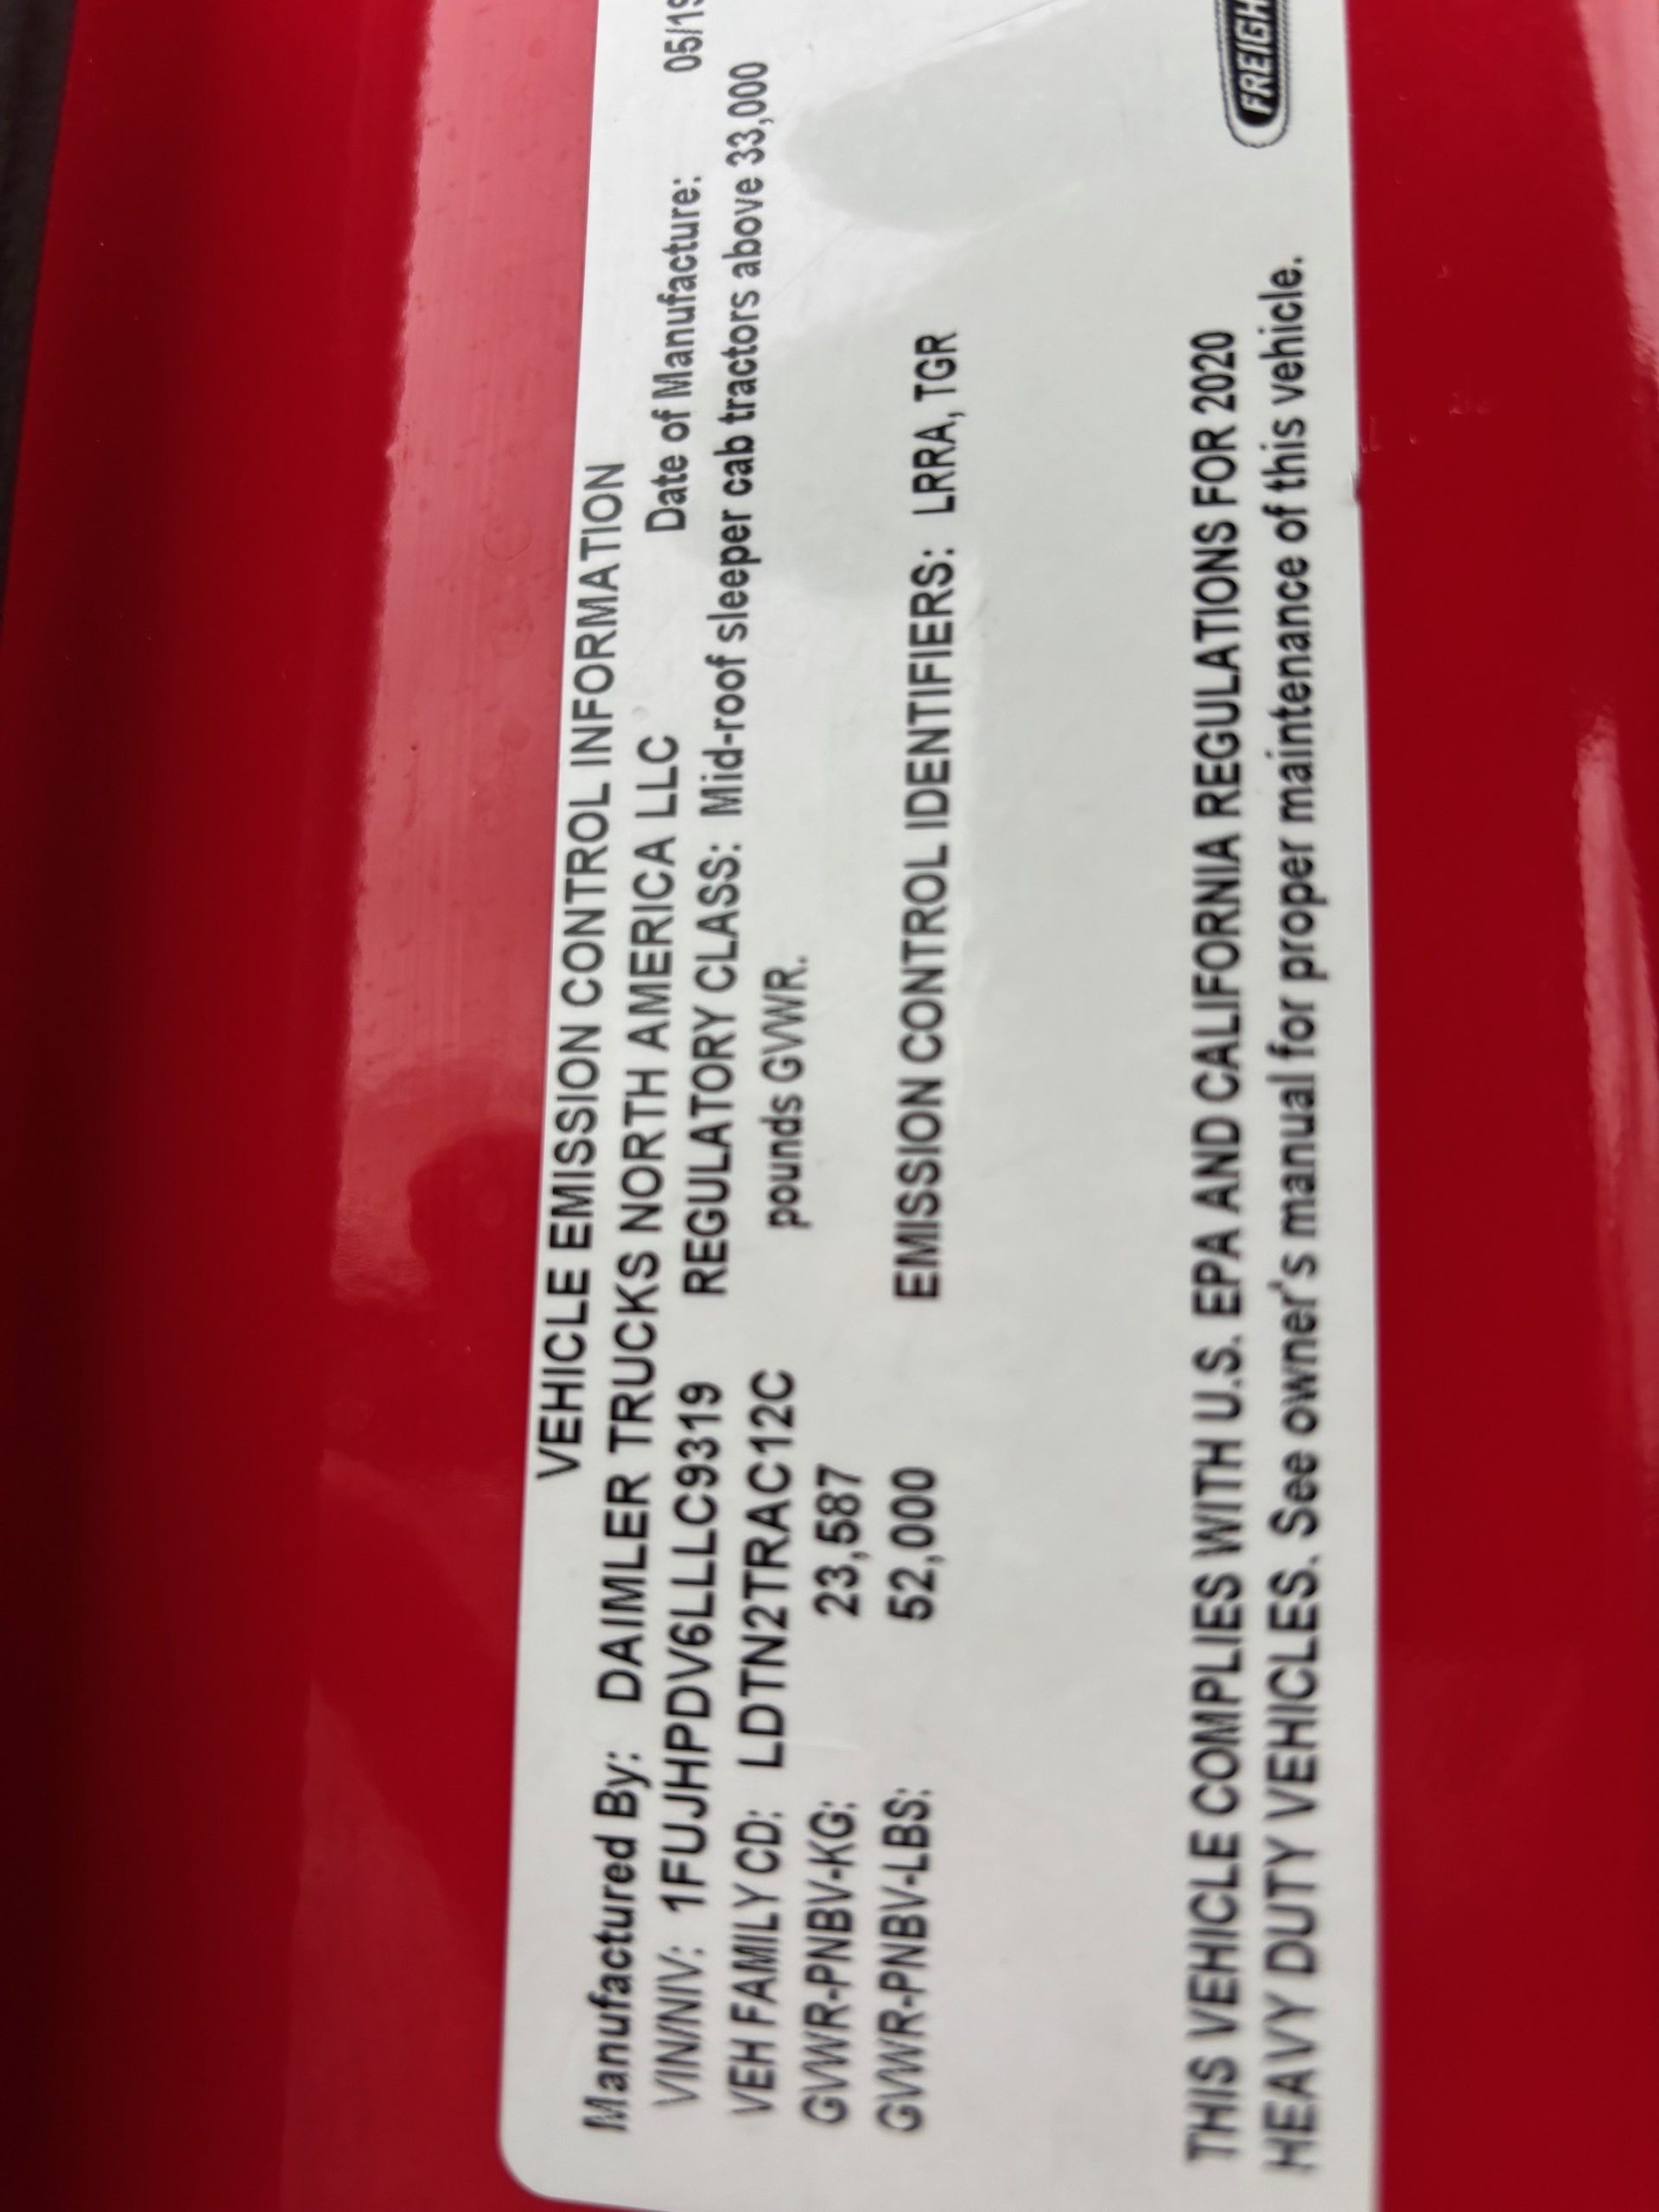 VEHICLE EMISSION CONTROL INFORMATION
Manufactured By: DAIMLER TRUCKS NORTH AMERICA LLC Date of Manufacture: 05/19
VIN/NIV: 1FUJHPDV6LLLC9319 REGULATORY CLASS: Mid-roof sleeper cab tractors above 33,000
VEH FAMILY CD: LDTN2TRAC12C pounds GVWR.
GVWR-PNBV-KG: 23,587
GVWR-PNBV-LBS: 52,000 EMISSION CONTROL IDENTIFIERS: LRRA, TGR
THIS VEHICLE COMPLIES WITH U.S. EPA AND CALIFORNIA REGULATIONS FOR 2020
HEAVY DUTY VEHICLES. See owner's manual for proper maintenance of this vehicle.
FREIGH